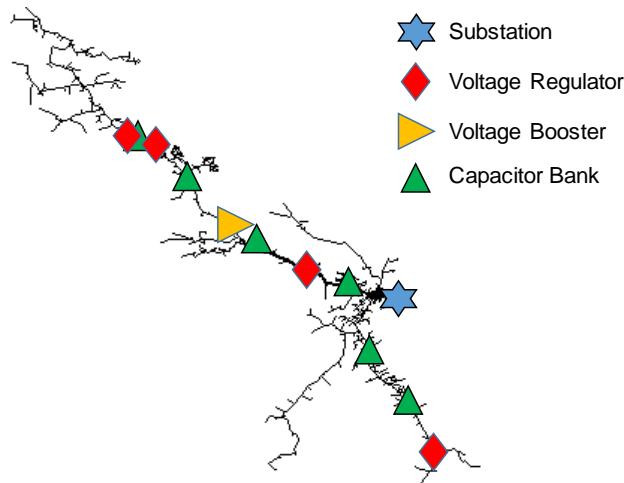 Substation
Voltage Regulator
Voltage Booster
Capacitor Bank